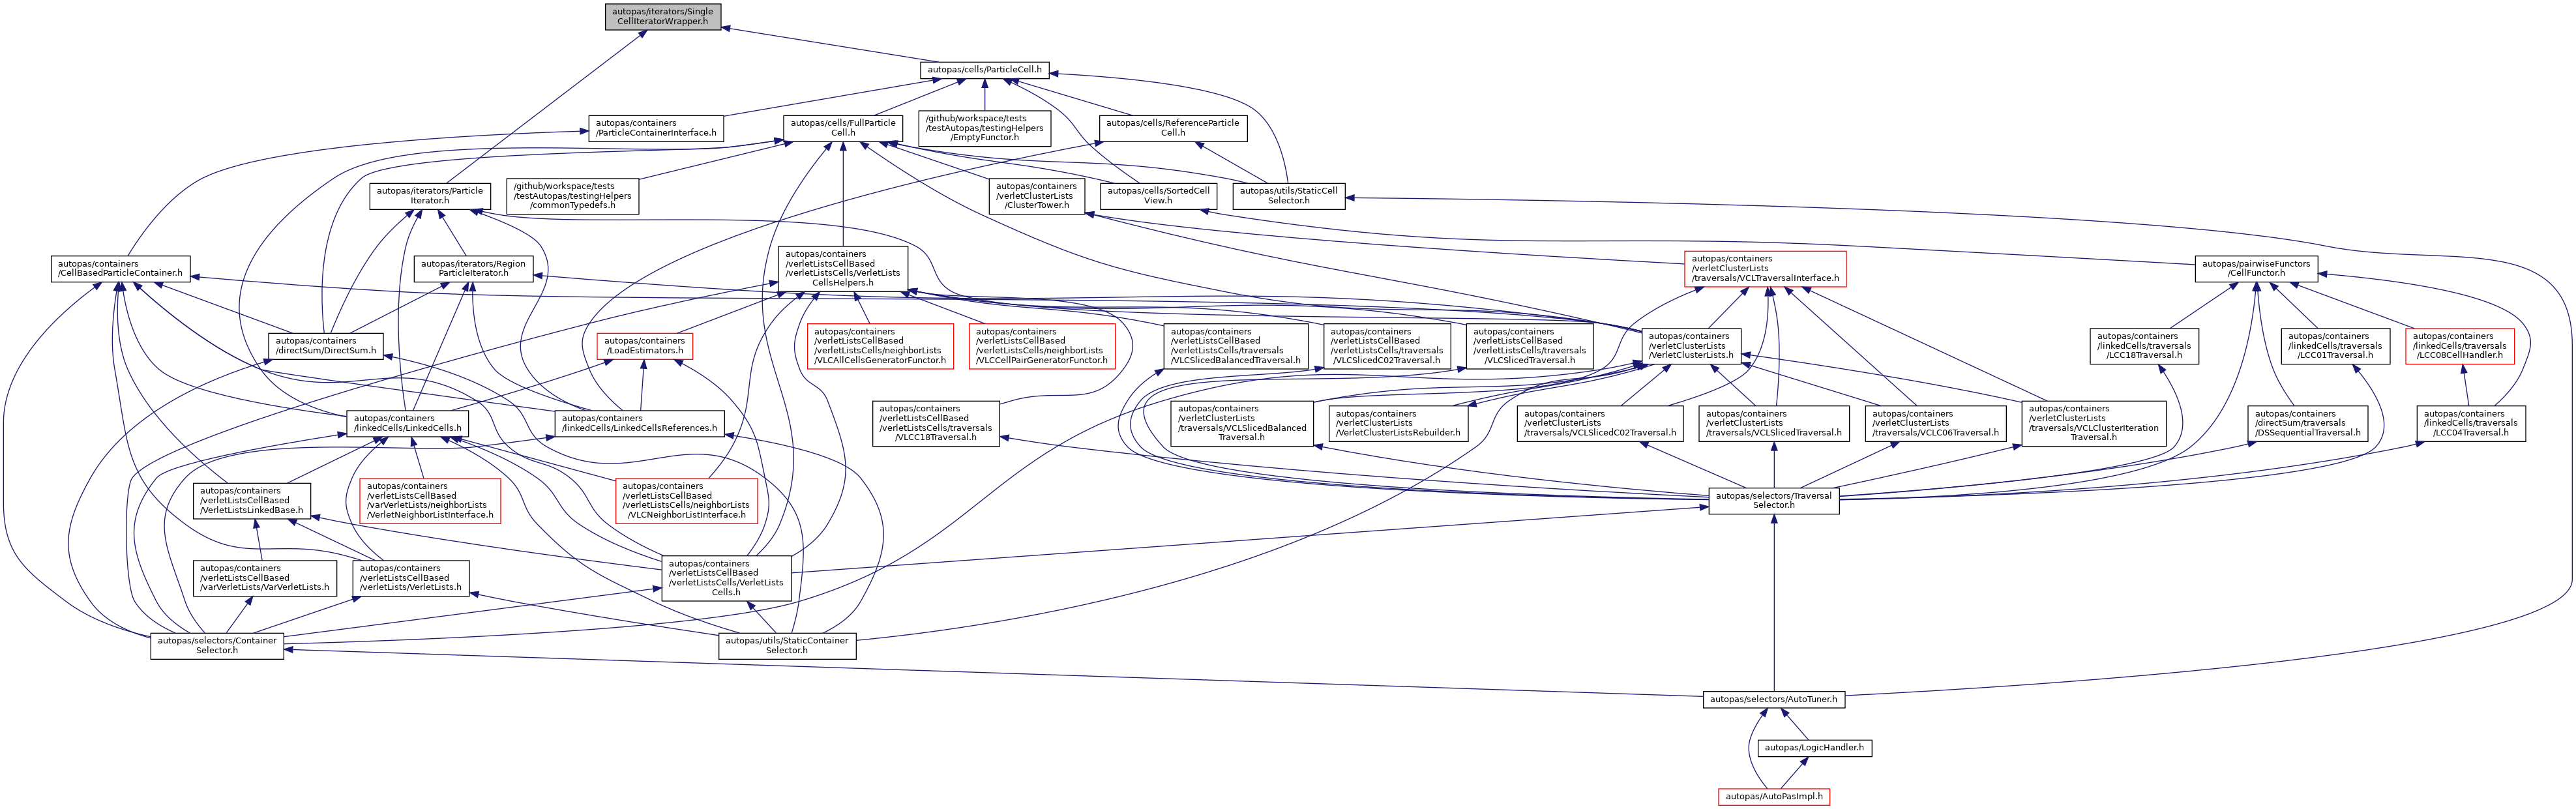 autopas/iterators/Single
CellIteratorWrapper.h
autopas/cells/ParticleCell.h
autopas/containers
/ParticleContainerInterface.h
autopas/cells/FullParticle
Cell.h
/github/workspace/tests
/testAutopas/testingHelpers
/EmptyFunctor.h
autopas/cells/ReferenceParticle
Cell.h
autopas/iterators/Particle
Iterator.h
/github/workspace/tests
/testAutopas/testingHelpers
/commonTypedefs.h
autopas/containers
/verletClusterLists
/ClusterTower.h
autopas/cells/SortedCell
View.h
autopas/utils/StaticCell
Selector.h
autopas/containers
/CellBasedParticleContainer.h
autopas/iterators/Region
ParticleIterator.h
autopas/containers
/verletListsCellBased
/verletListsCells/VerletLists
CellsHelpers.h
autopas/containers
/verletClusterLists
/traversals/VCLTraversalInterface.h
autopas/pairwiseFunctors
/CellFunctor.h
autopas/containers
/directSum/DirectSum.h
autopas/containers
/LoadEstimators.h
autopas/containers
/verletListsCellBased
/verletListsCells/neighborLists
/VLCAllCellsGeneratorFunctor.h
autopas/containers
/verletListsCellBased
/verletListsCells/neighborLists
/VLCCellPairGeneratorFunctor.h
autopas/containers
/verletListsCellBased
/verletListsCells/traversals
/VLCSlicedBalancedTraversal.h
autopas/containers
/verletListsCellBased
/verletListsCells/traversals
/VLCSlicedC02Traversal.h
autopas/containers
/verletListsCellBased
/verletListsCells/traversals
/VLCSlicedTraversal.h
autopas/containers
/verletClusterLists
/VerletClusterLists.h
autopas/containers
/linkedCells/traversals
/LCC18Traversal.h
autopas/containers
/linkedCells/traversals
/LCC01Traversal.h
autopas/containers
/linkedCells/traversals
/LCC08CellHandler.h
autopas/containers
/linkedCells/LinkedCells.h
autopas/containers
/linkedCells/LinkedCellsReferences.h
autopas/containers
/verletListsCellBased
/verletListsCells/traversals
/VLCC18Traversal.h
autopas/containers
/verletClusterLists
/traversals/VCLSlicedBalanced
Traversal.h
autopas/containers
/verletClusterLists
/VerletClusterListsRebuilder.h
autopas/containers
/verletClusterLists
/traversals/VCLSlicedC02Traversal.h
autopas/containers
/verletClusterLists
/traversals/VCLSlicedTraversal.h
autopas/containers
/verletClusterLists
/traversals/VCLC06Traversal.h
autopas/containers
/verletClusterLists
/traversals/VCLClusterIteration
Traversal.h
autopas/containers
/directSum/traversals
/DSSequentialTraversal.h
autopas/containers
/linkedCells/traversals
/LCC04Traversal.h
autopas/containers
/verletListsCellBased
/VerletListsLinkedBase.h
autopas/containers
/verletListsCellBased
/varVerletLists/neighborLists
/VerletNeighborListInterface.h
autopas/containers
/verletListsCellBased
/verletListsCells/neighborLists
/VLCNeighborListInterface.h
autopas/selectors/Traversal
Selector.h
autopas/containers
/verletListsCellBased
/varVerletLists/VarVerletLists.h
autopas/containers
/verletListsCellBased
/verletLists/VerletLists.h
autopas/containers
/verletListsCellBased
/verletListsCells/VerletLists
Cells.h
autopas/selectors/Container
Selector.h
autopas/utils/StaticContainer
Selector.h
autopas/selectors/AutoTuner.h
autopas/LogicHandler.h
autopas/AutoPasImpl.h